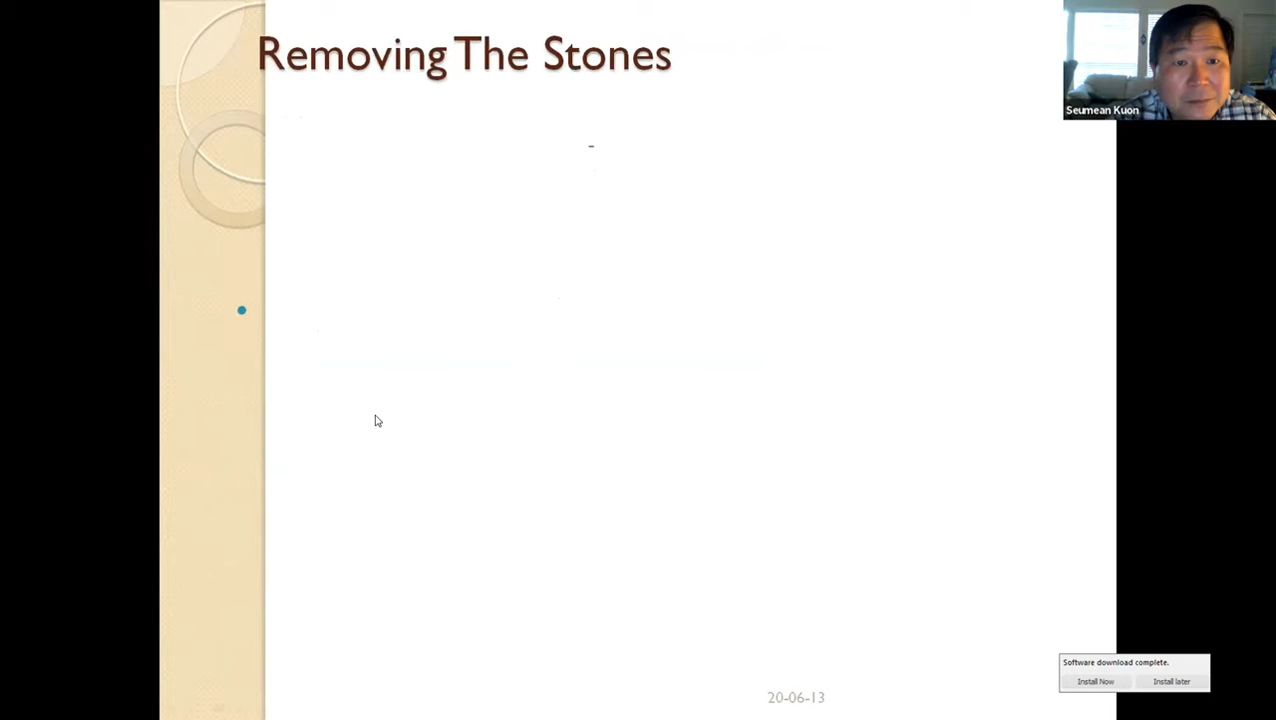 Removing The Stones
Seumean Kuon
-
Software download complete.
Install Now
Install later
20-06-13